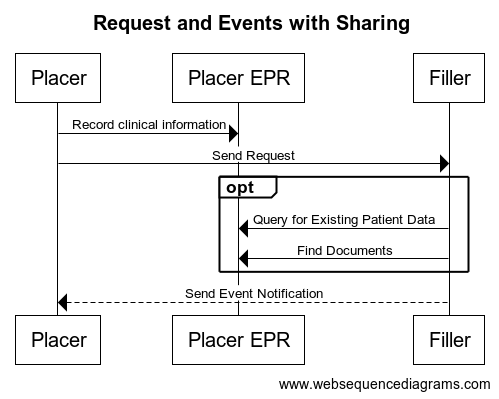 Request and Events with Sharing
Placer
Placer EPR
Filler
Record clinical information
Send Request
opt
Query for Existing Patient Data
Find Documents
Send Event Notification
Placer
Placer EPR
Filler
www.websequencediagrams.com